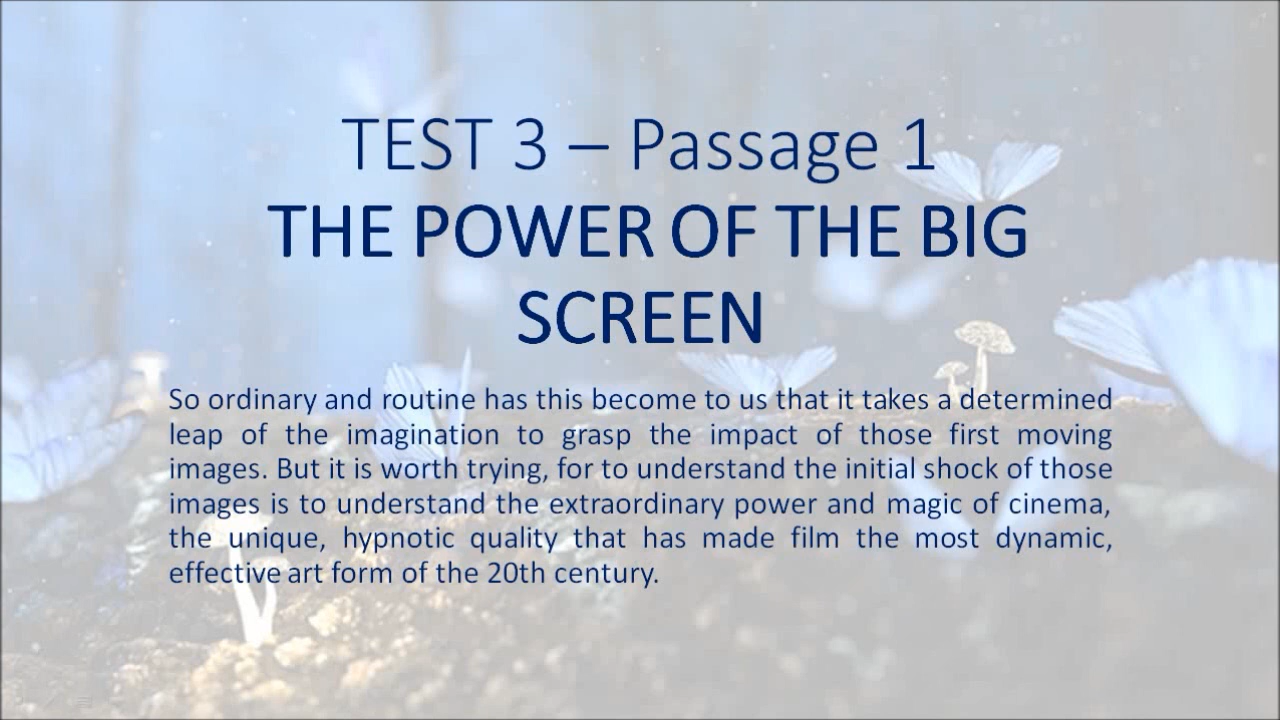 TEST 3 – Passage 1
THE POWER OF THE BIG
SCREEN
So ordinary and routine has this become to us that it takes a determined
leap of the imagination to grasp the impact of those first moving
images. But it is worth trying, for to understand the initial shock of those
images is to understand the extraordinary power and magic of cinema,
the unique, hypnotic quality that has made film the most dynamic,
effective art form of the 20th century.